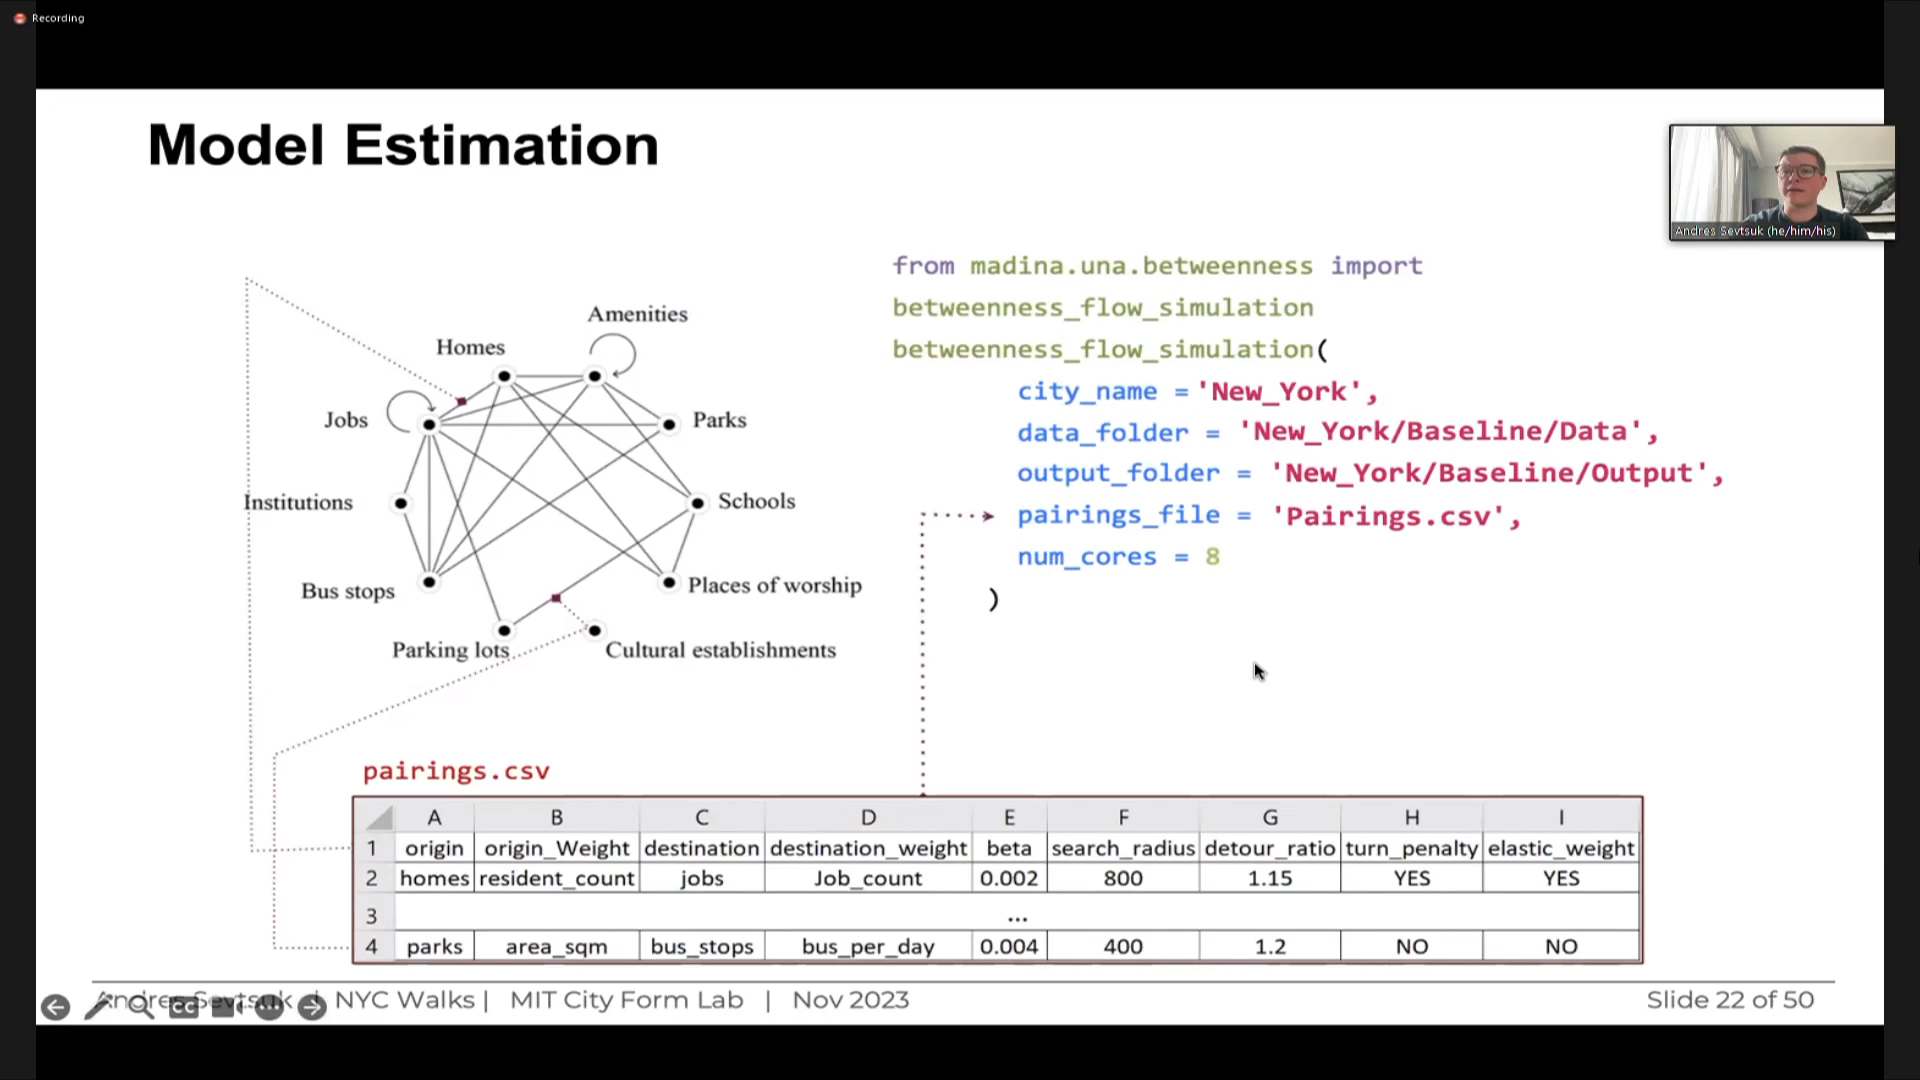 Recording
Model Estimation
Andres Sevtsuk (he/him/his)
from madina.una.betweenness import
betweenness_flow_simulation
betweenness_flow_simulation(
city_name = 'New_York',
data_folder = 'New_York/Baseline/Data',
output_folder = 'New_York/Baseline/Output',
pairings_file = 'Pairings.csv',
num_cores = 8
)
Amenities
Homes
Jobs
Parks
Institutions
Schools
Bus stops
Places of worship
Parking lots
Cultural establishments
pairings.csv
A B C D E F G H I
1 origin origin_Weight destination destination_weight beta search_radius detour_ratio turn_penalty elastic_weight
2 homes resident_count jobs Job_count 0.002 800 1.15 YES YES
3 ...
4 parks area_sqm bus_stops bus_per_day 0.004 400 1.2 NO NO
Andres Sevtsuk | NYC Walks | MIT City Form Lab | Nov 2023
CC
Slide 22 of 50